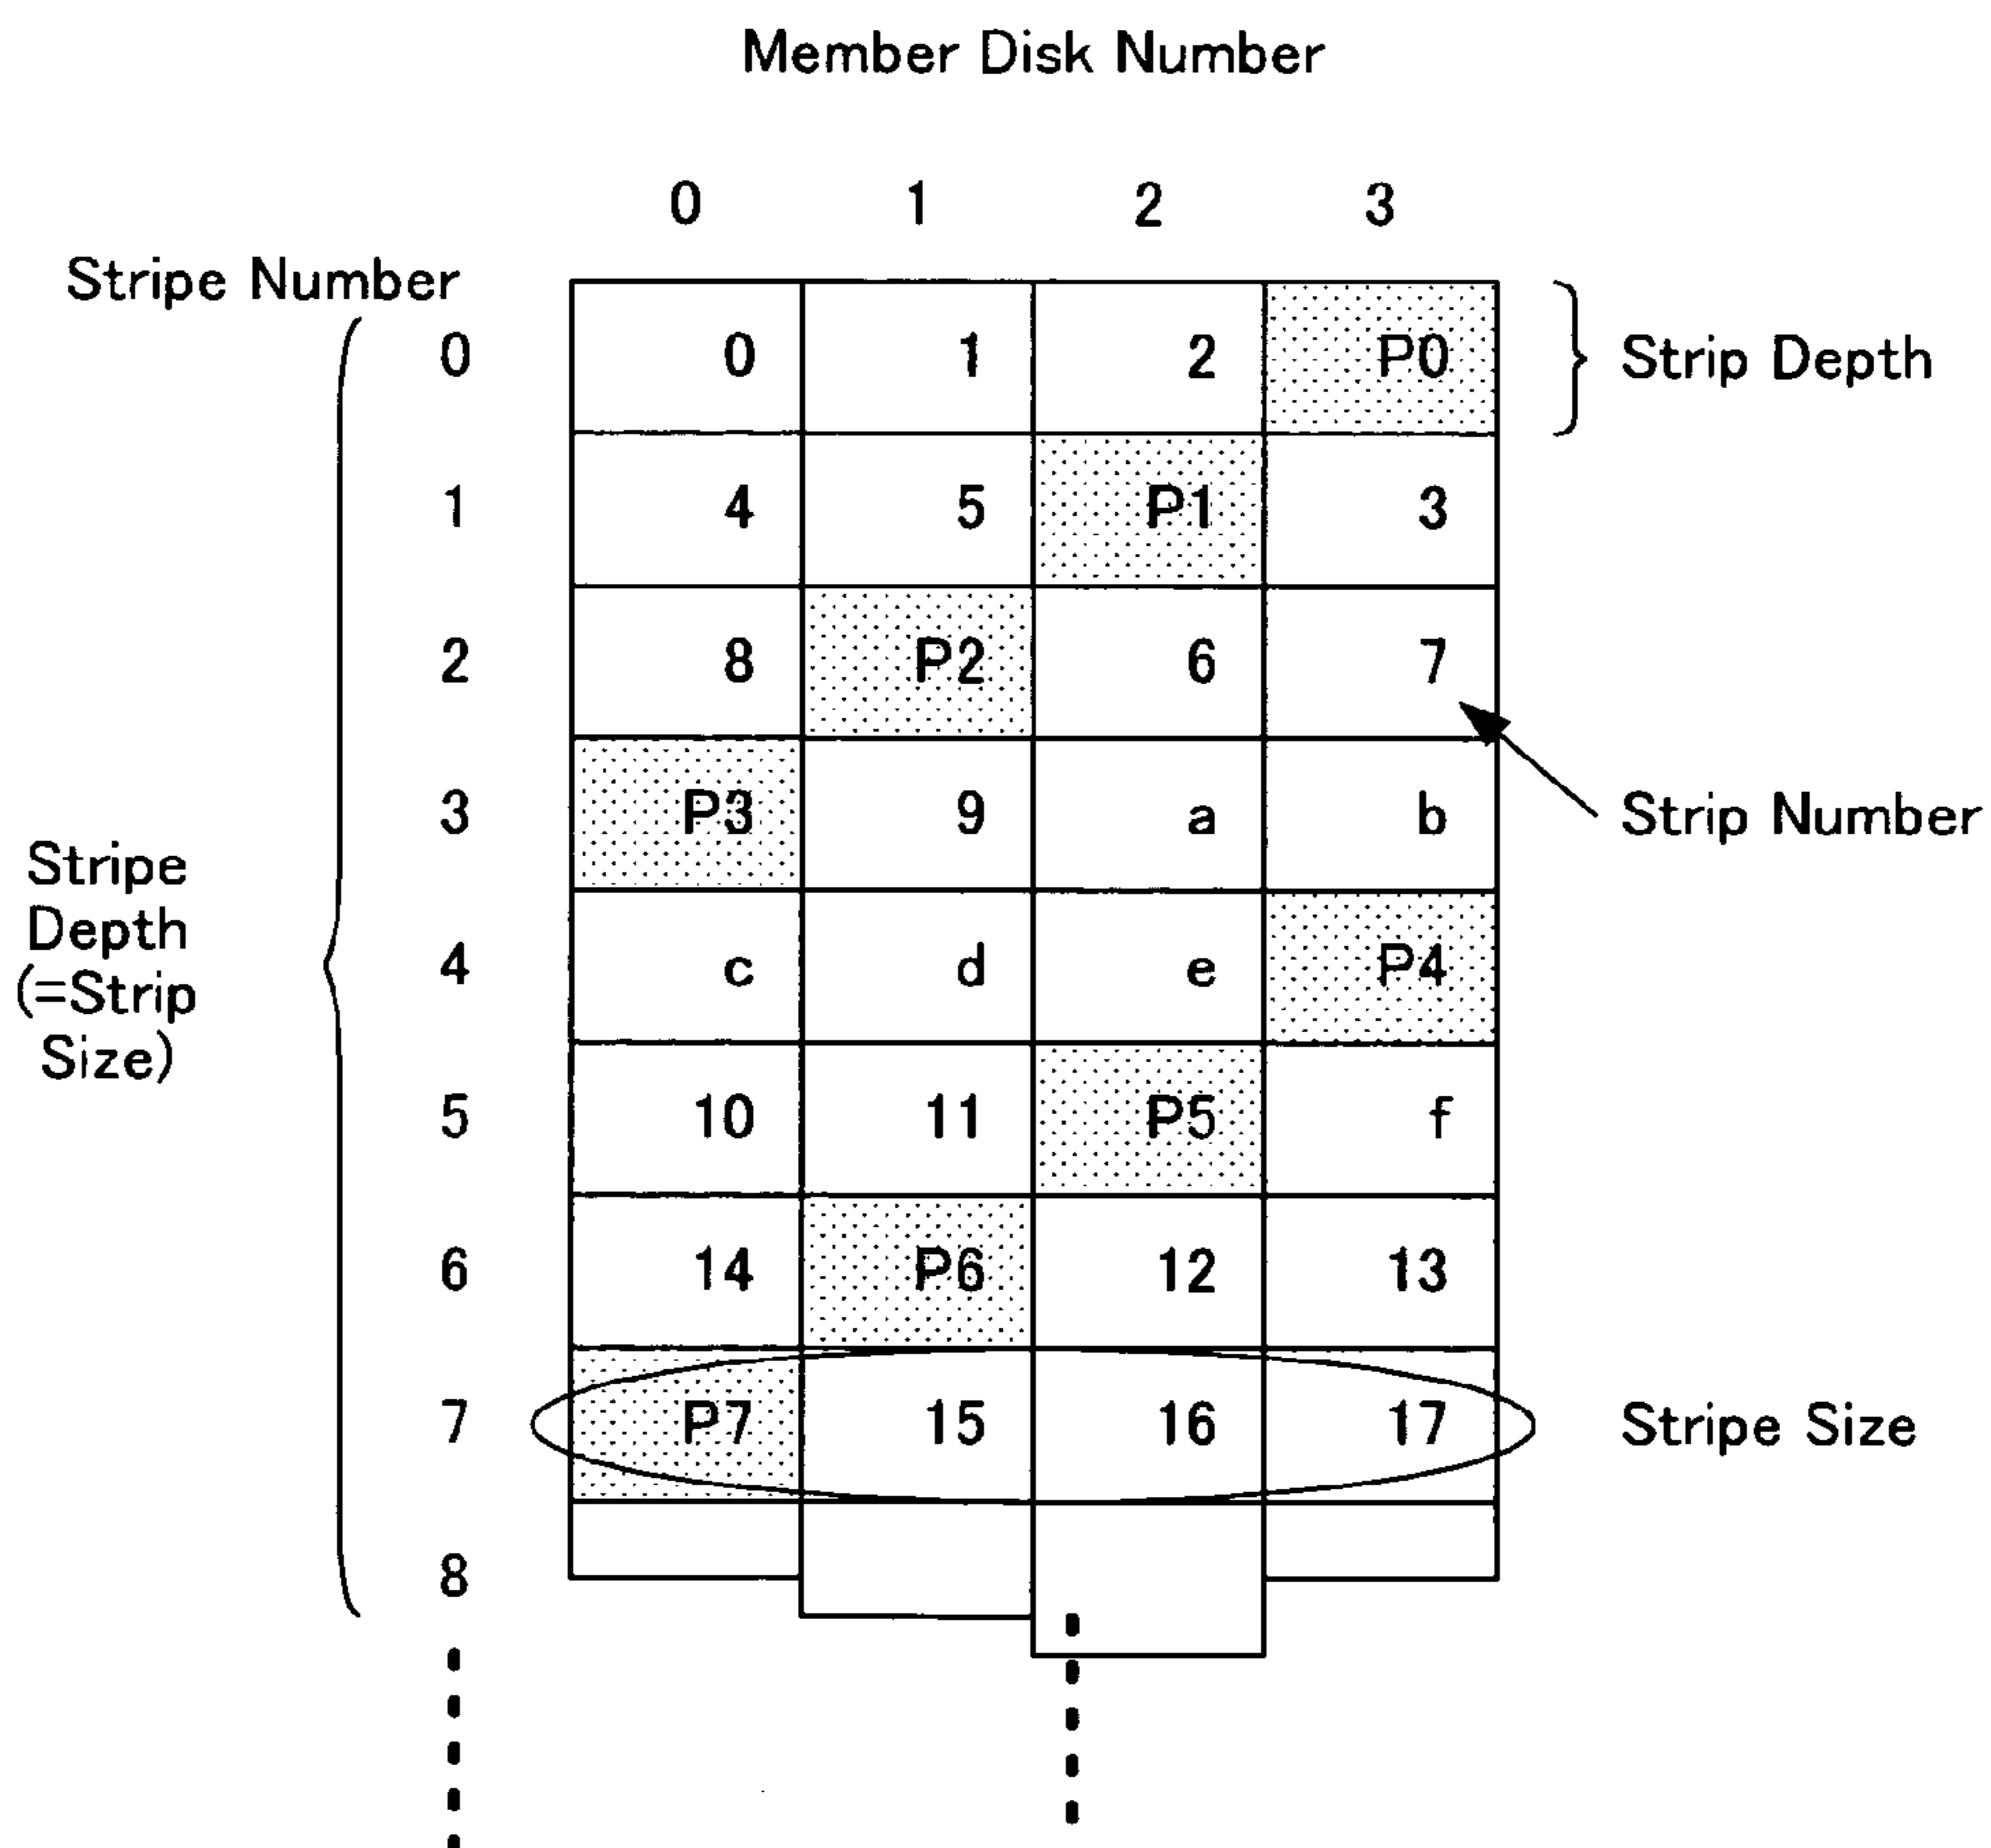 Member Disk Number
0 1 2 3
Stripe Number
0 0 1 2 P0 Strip Depth
1 4 5 P1 3
2 8 P2 6 7
3 P3 9 a b Strip Number
Stripe
Depth
(=Strip
Size)
4 c d e P4
5 10 11 P5 f
6 14 P6 12 13
7 P7 15 16 17 Stripe Size
8